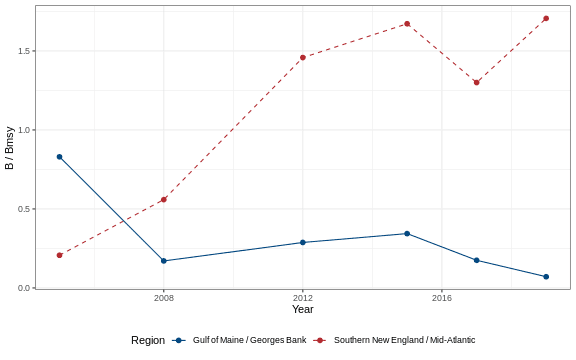 1.5
1.0
0.5
0.0
B / Bmsy
2008 2012 2016
Year
Region Gulf of Maine / Georges Bank Southern New England / Mid-Atlantic